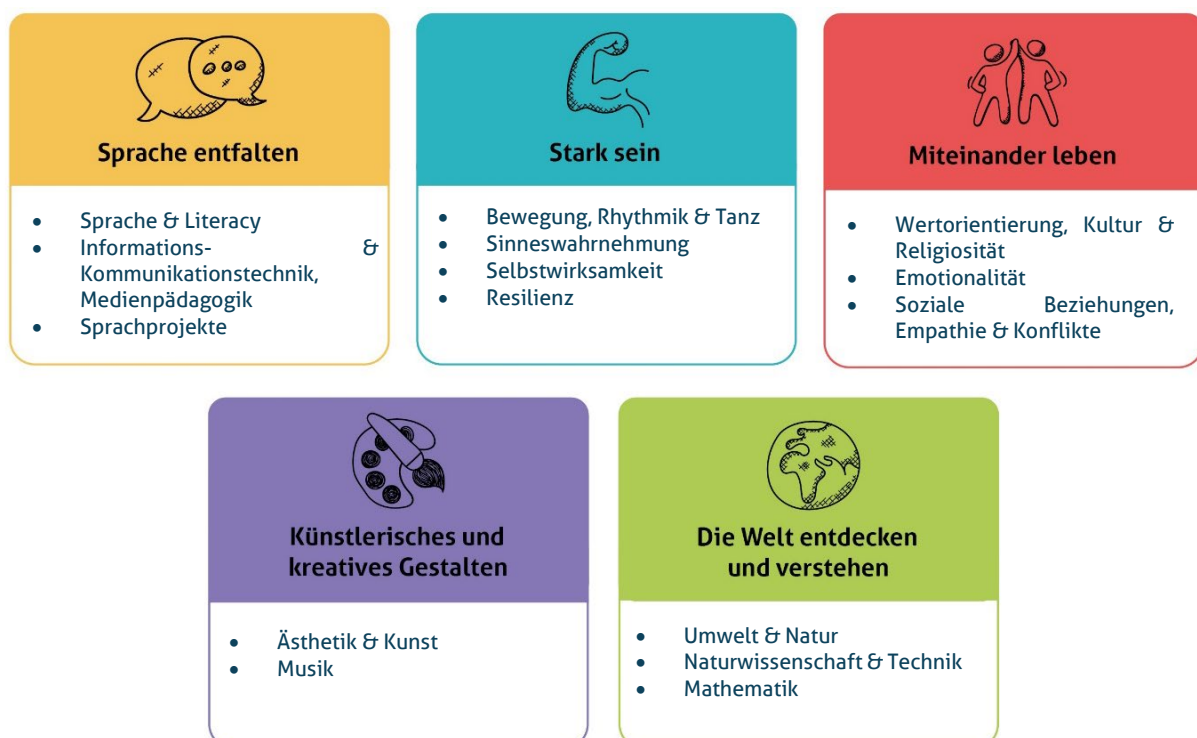 Sprache entfalten
• Sprache & Literacy
• Informations- &
Kommunikationstechnik,
Medienpädagogik
• Sprachprojekte
Stark sein
• Bewegung, Rhythmik & Tanz
• Sinneswahrnehmung
• Selbstwirksamkeit
• Resilienz
Miteinander leben
• Wertorientierung, Kultur &
Religiosität
• Emotionalität
• Soziale Beziehungen,
Empathie & Konflikte
Künstlerisches und
kreatives Gestalten
• Ästhetik & Kunst
• Musik
Die Welt entdecken
und verstehen
• Umwelt & Natur
• Naturwissenschaft & Technik
• Mathematik